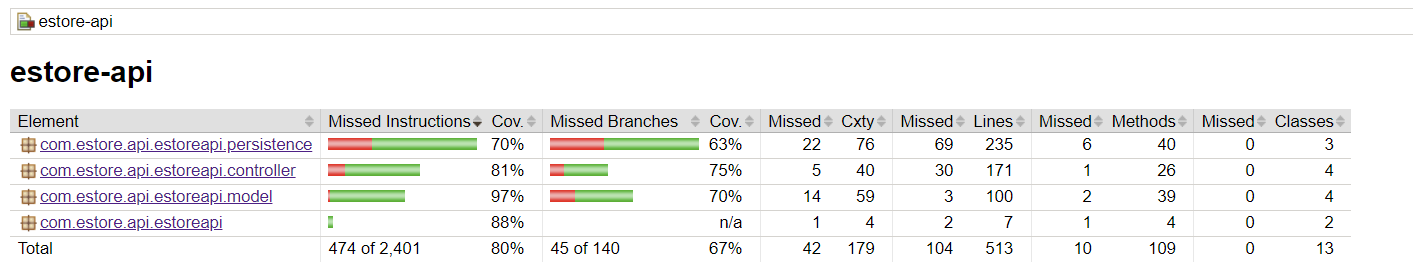 estore-api
estore-api
Element Missed Instructions Cov. Missed Branches Cov. Missed Cxty Missed Lines Missed Methods Missed Classes
com.estore.api.estoreapi.persistence 70% 63% 22 76 69 235 6 40 0 3
com.estore.api.estoreapi.controller 81% 75% 5 40 30 171 1 26 0 4
com.estore.api.estoreapi.model 97% 70% 14 59 3 100 2 39 0 4
com.estore.api.estoreapi 88% n/a 1 4 2 7 1 4 0 2
Total 474 of 2,401 80% 45 of 140 67% 42 179 104 513 10 109 0 13